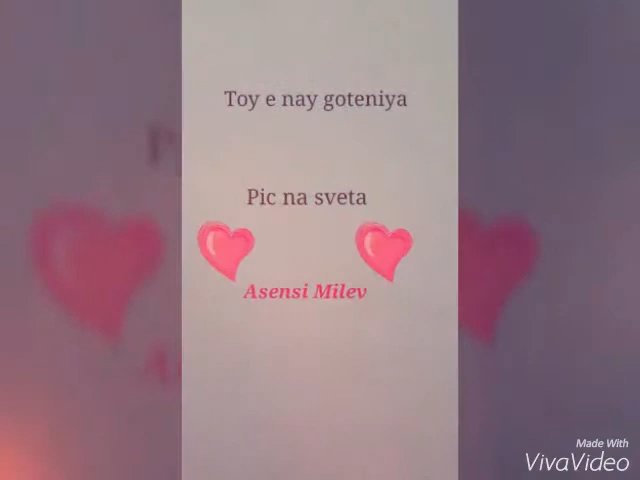 Toy e nay goteniya
Pic na sveta
Asensi Milev
Made With
VivaVideo